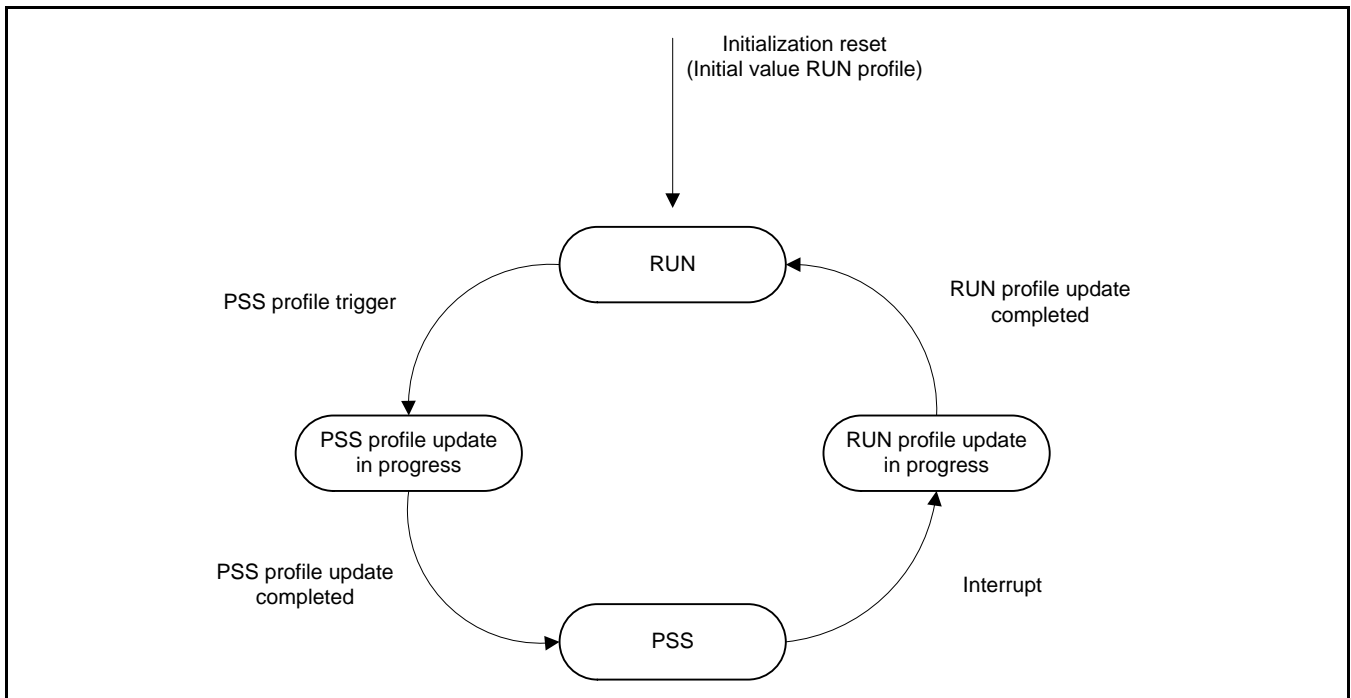 Initialization reset
(Initial value RUN profile)
RUN
PSS profile trigger
RUN profile update
completed
PSS profile update
in progress
RUN profile update
in progress
PSS profile update
completed
Interrupt
PSS